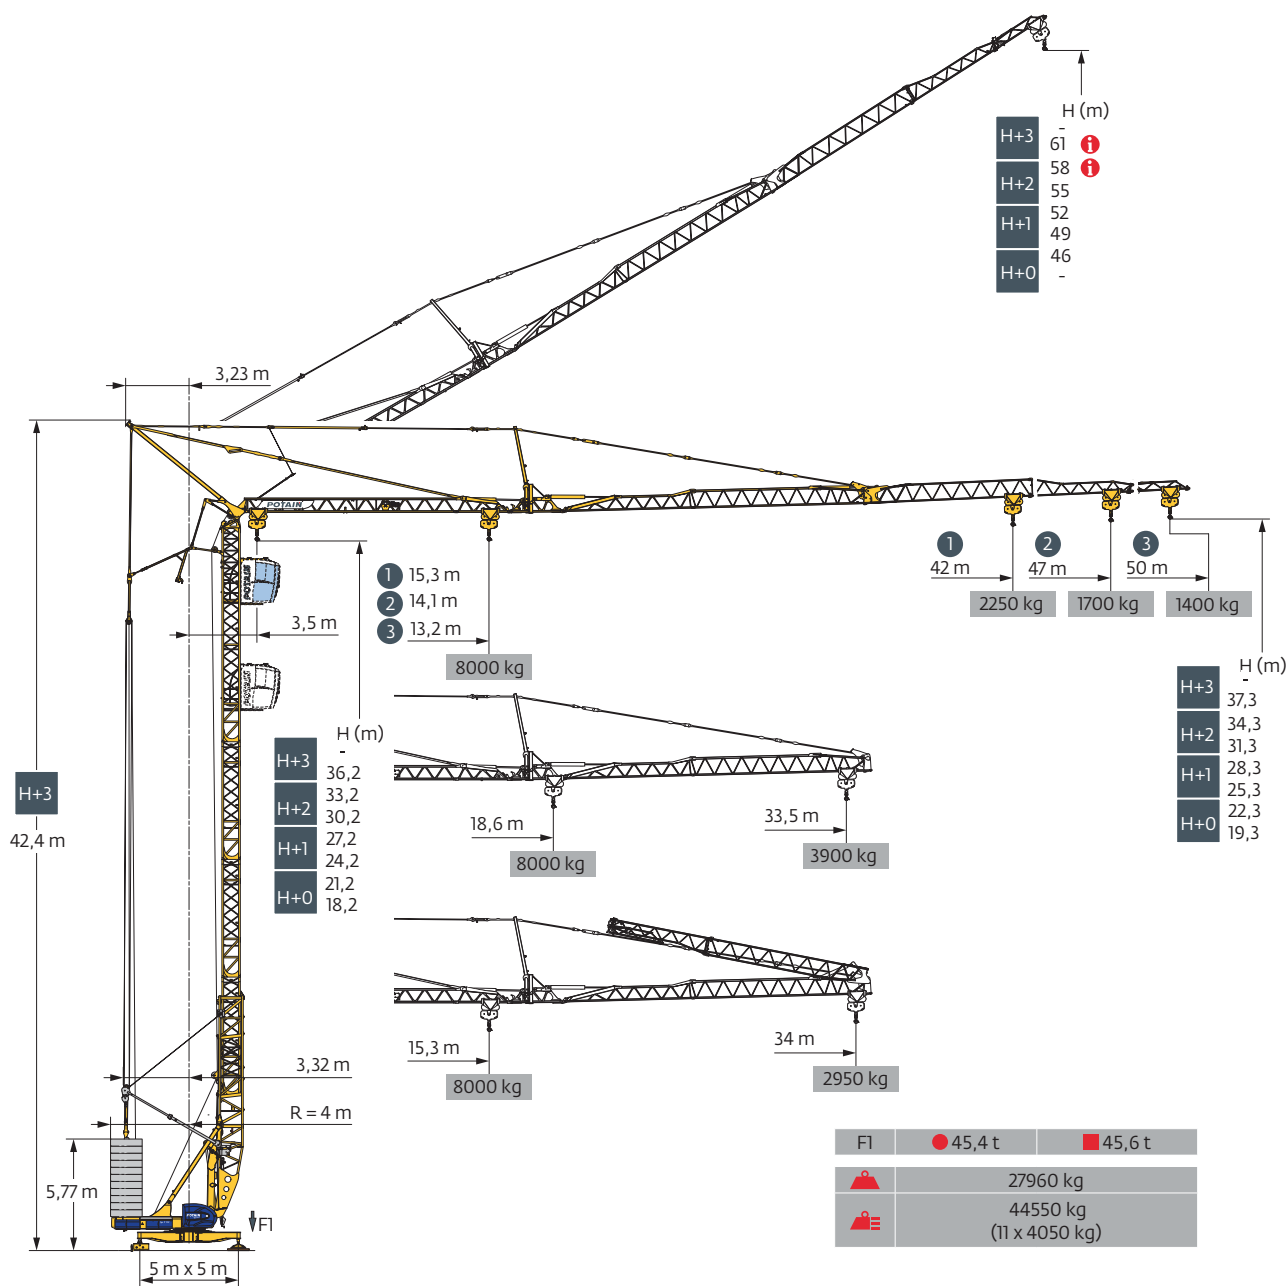 H (m)
H+3
-
61
i
58
i
H+2
55
H+1
52
49
H+0
46
-
3,23 m
POTAIN
POTAIN
3,5 m
1 15,3 m
2 14,1 m
3 13,2 m
8000 kg
1
42 m
2250 kg
2
47 m
1700 kg
3
50 m
1400 kg
H (m)
H+3
-
37,3
H+2
34,3
31,3
H+1
28,3
25,3
H+0
22,3
19,3
H (m)
H+3
-
36,2
H+2
33,2
30,2
H+1
27,2
24,2
H+0
21,2
18,2
H+3
42,4 m
18,6 m
8000 kg
33,5 m
3900 kg
15,3 m
8000 kg
34 m
2950 kg
3,32 m
R = 4 m
5,77 m
F1
5 m x 5 m
F1 45,4 t 45,6 t
27960 kg
44550 kg
(11 x 4050 kg)